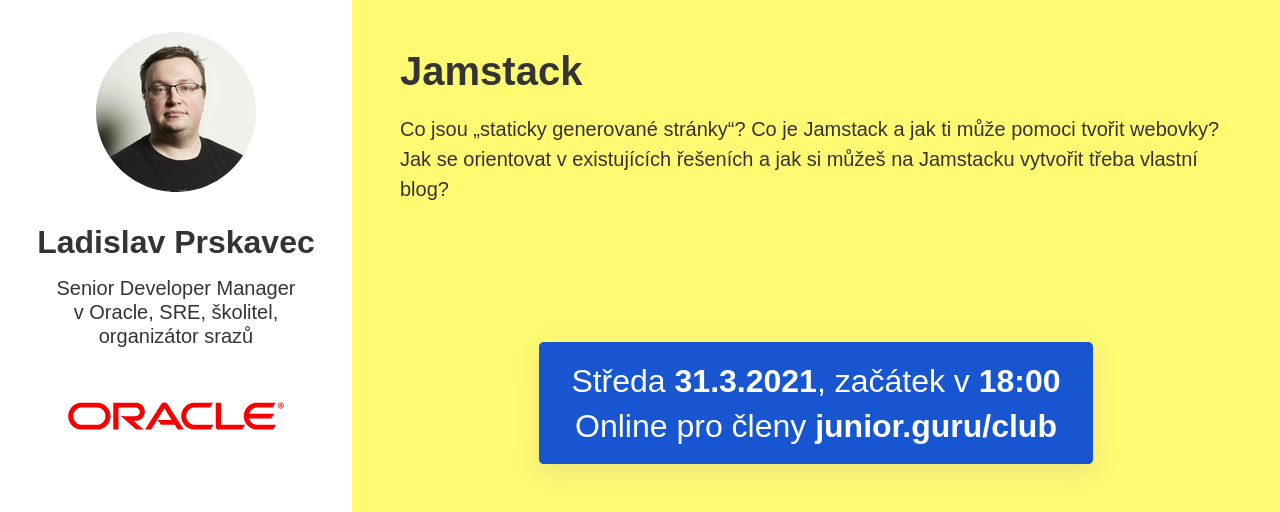 Ladislav Prskavec
Senior Developer Manager
v Oracle, SRE, školitel,
organizátor srazů
ORACLE®
Jamstack
Co jsou „staticky generované stránky“? Co je Jamstack a jak ti může pomoci tvořit webovky?
Jak se orientovat v existujících řešeních a jak si můžeš na Jamstacku vytvořit třeba vlastní
blog?
Středa 31.3.2021, začátek v 18:00
Online pro členy junior.guru/club